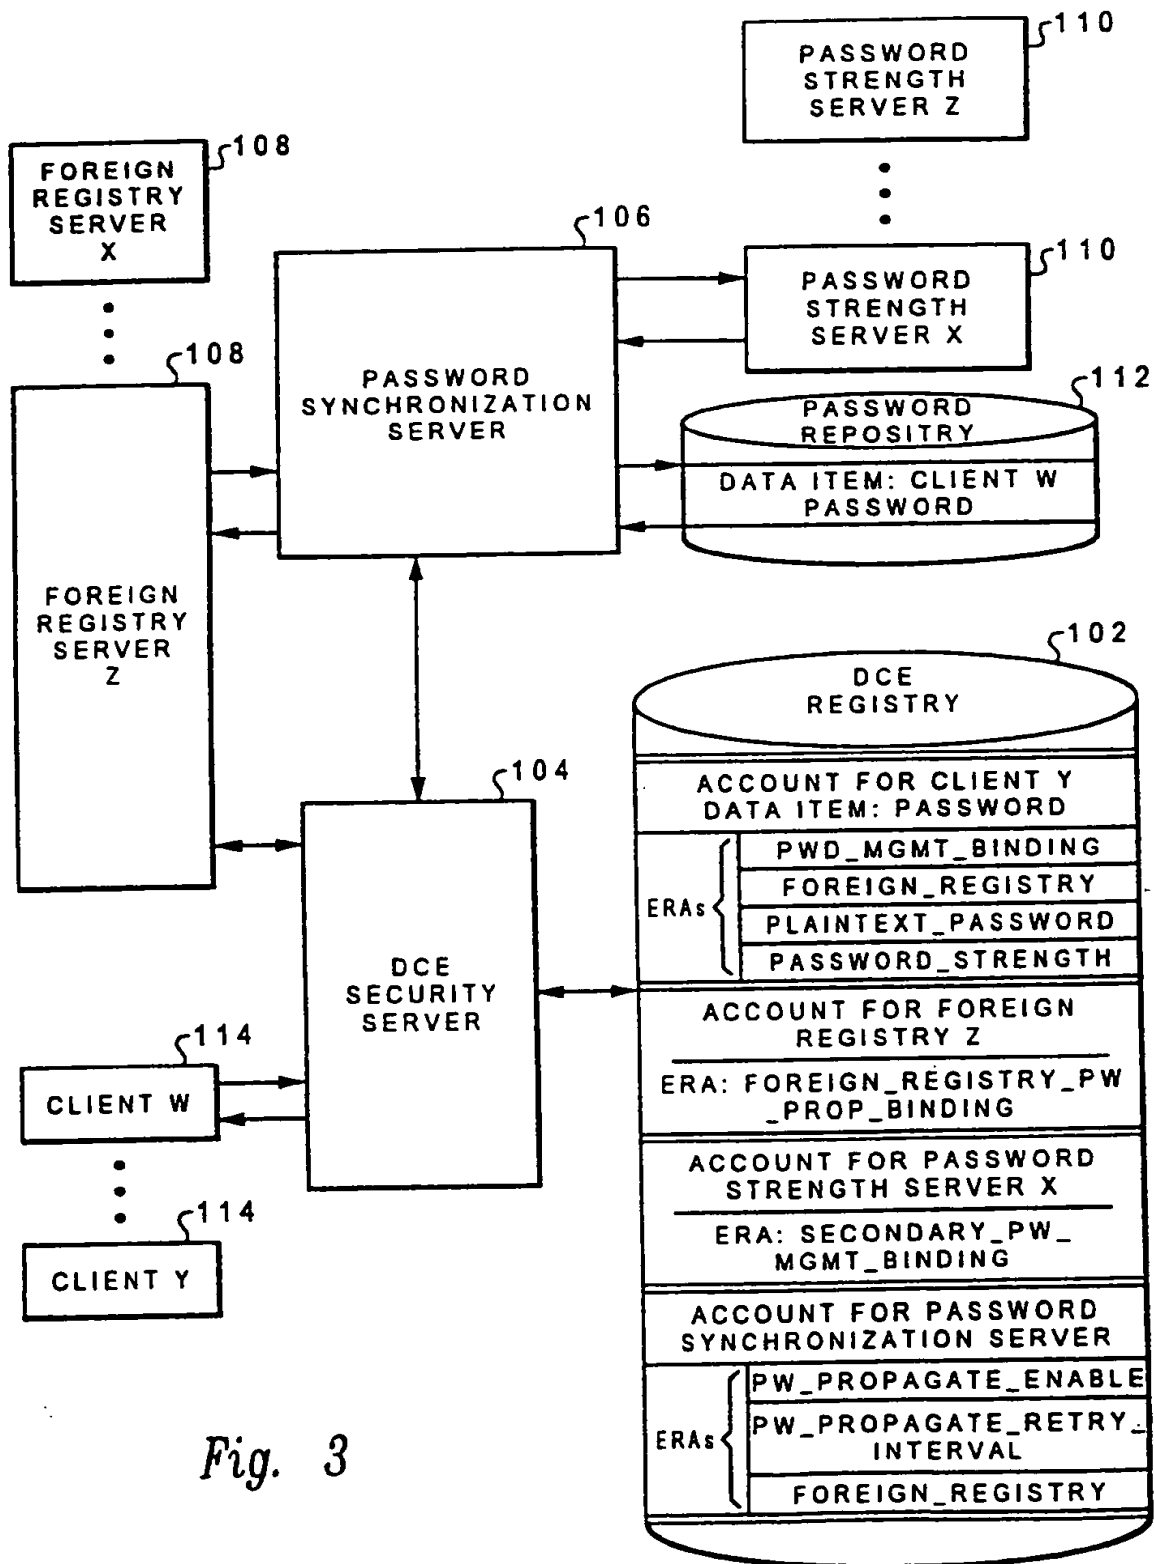 110
PASSWORD
STRENGTH
SERVER Z
108
FOREIGN
REGISTRY
SERVER
X
106
110
PASSWORD
STRENGTH
SERVER X
108
PASSWORD
SYNCHRONIZATION
SERVER
112
PASSWORD
REPOSITRY
DATA ITEM: CLIENT W
PASSWORD
FOREIGN
REGISTRY
SERVER
Z
102
DCE
REGISTRY
104
ACCOUNT FOR CLIENT Y
DATA ITEM: PASSWORD
ERAs
PWD_MGMT_BINDING
FOREIGN_REGISTRY
PLAINTEXT_PASSWORD
PASSWORD_STRENGTH
DCE
SECURITY
SERVER
ACCOUNT FOR FOREIGN
REGISTRY Z
ERA: FOREIGN_REGISTRY_PW
_PROP_BINDING
114
CLIENT W
ACCOUNT FOR PASSWORD
STRENGTH SERVER X
ERA: SECONDARY_PW_
MGMT_BINDING
114
CLIENT Y
ACCOUNT FOR PASSWORD
SYNCHRONIZATION SERVER
ERAs
PW_PROPAGATE_ENABLE
PW_PROPAGATE_RETRY_
INTERVAL
FOREIGN_REGISTRY
Fig. 3